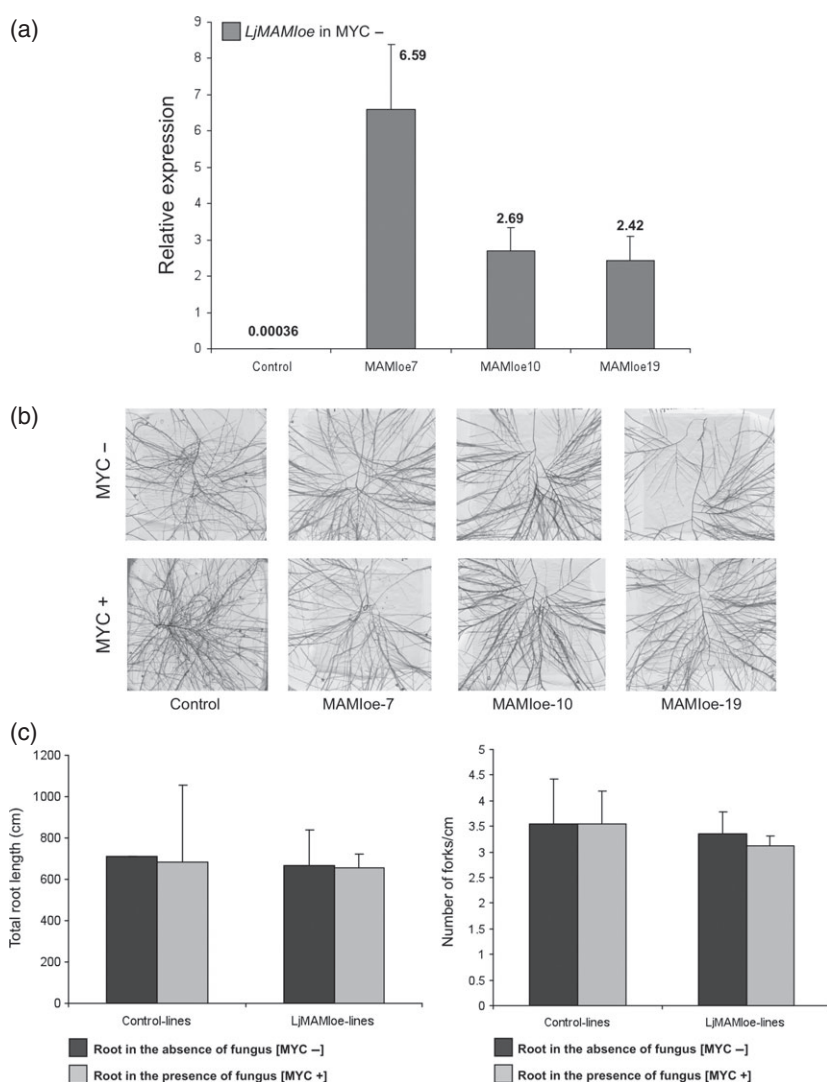 (a)
LjMAMIoe in MYC –
Relative expression
9
8
7
6
5
4
3
2
1
0
0.00036
6.59
2.69
2.42
Control
MAMIoe7
MAMIoe10
MAMIoe19
(b)
MYC –
MYC +
Control
MAMIoe-7
MAMIoe-10
MAMIoe-19
(c)
Total root length (cm)
1200
1000
800
600
400
200
0
Control-lines
LjMAMIoe-lines
Root in the absence of fungus [MYC –]
Root in the presence of fungus [MYC +]
Number of forks/cm
5
4.5
4
3.5
3
2.5
2
1.5
1
0.5
0
Control-lines
LjMAMIoe-lines
Root in the absence of fungus [MYC –]
Root in the presence of fungus [MYC +]